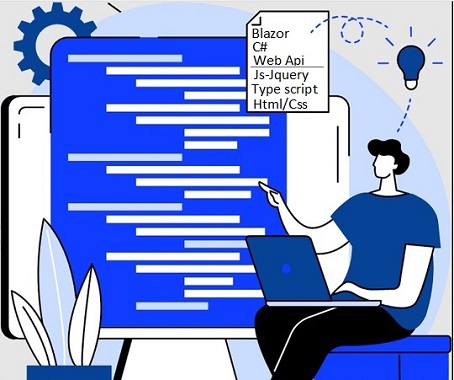 Blazor
C#
Web Api
Js-Jquery
Type script
Html/Css